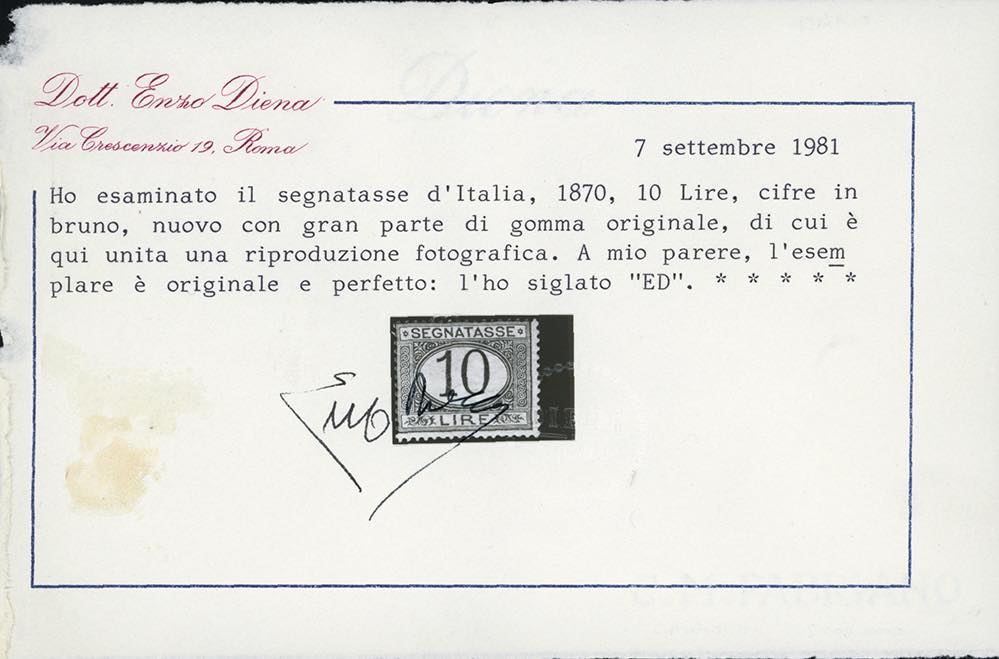 Dott. Enzo Diena
Via Crescenzio 19, Roma
7 settembre 1981
Ho esaminato il segnatasse d'Italia, 1870, 10 Lire, cifre in
bruno, nuovo con gran parte di gomma originale, di cui è
qui unita una riproduzione fotografica. A mio parere, l'esem
plare è originale e perfetto: l'ho siglato "ED". * * * * *
SEGNATASSE
10
LIRE
Enzo Diena